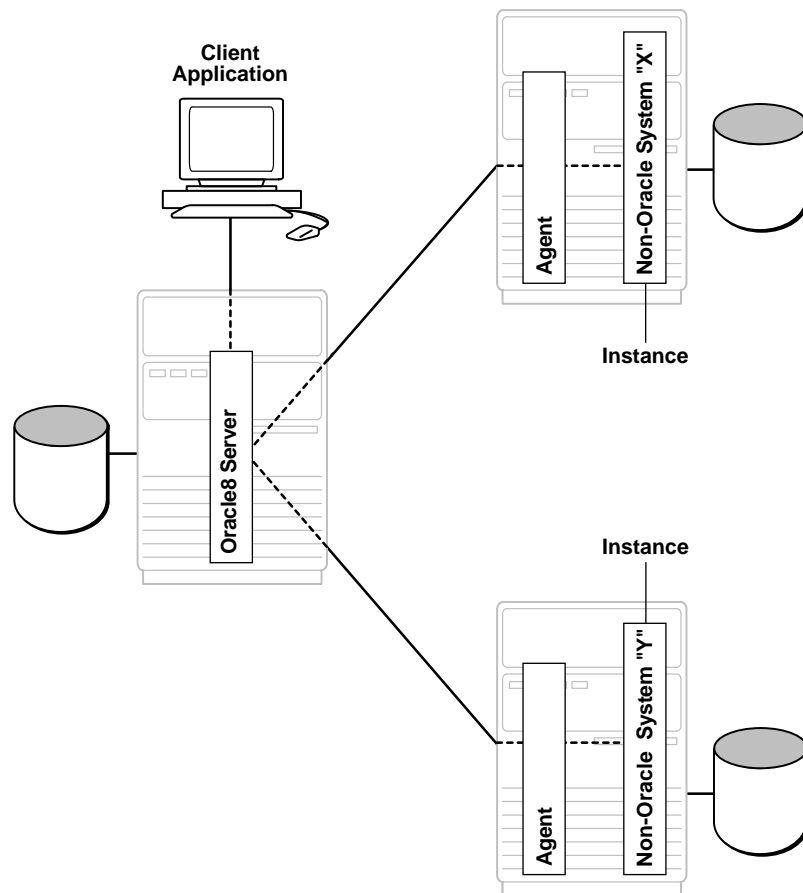 Client
Application
Oracle8 Server
Agent
Non-Oracle System "X"
Instance
Instance
Agent
Non-Oracle System "Y"